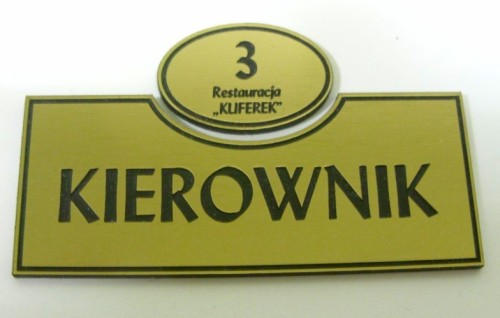 3
Restauracja
„KUFEREK”
KIEROWNIK